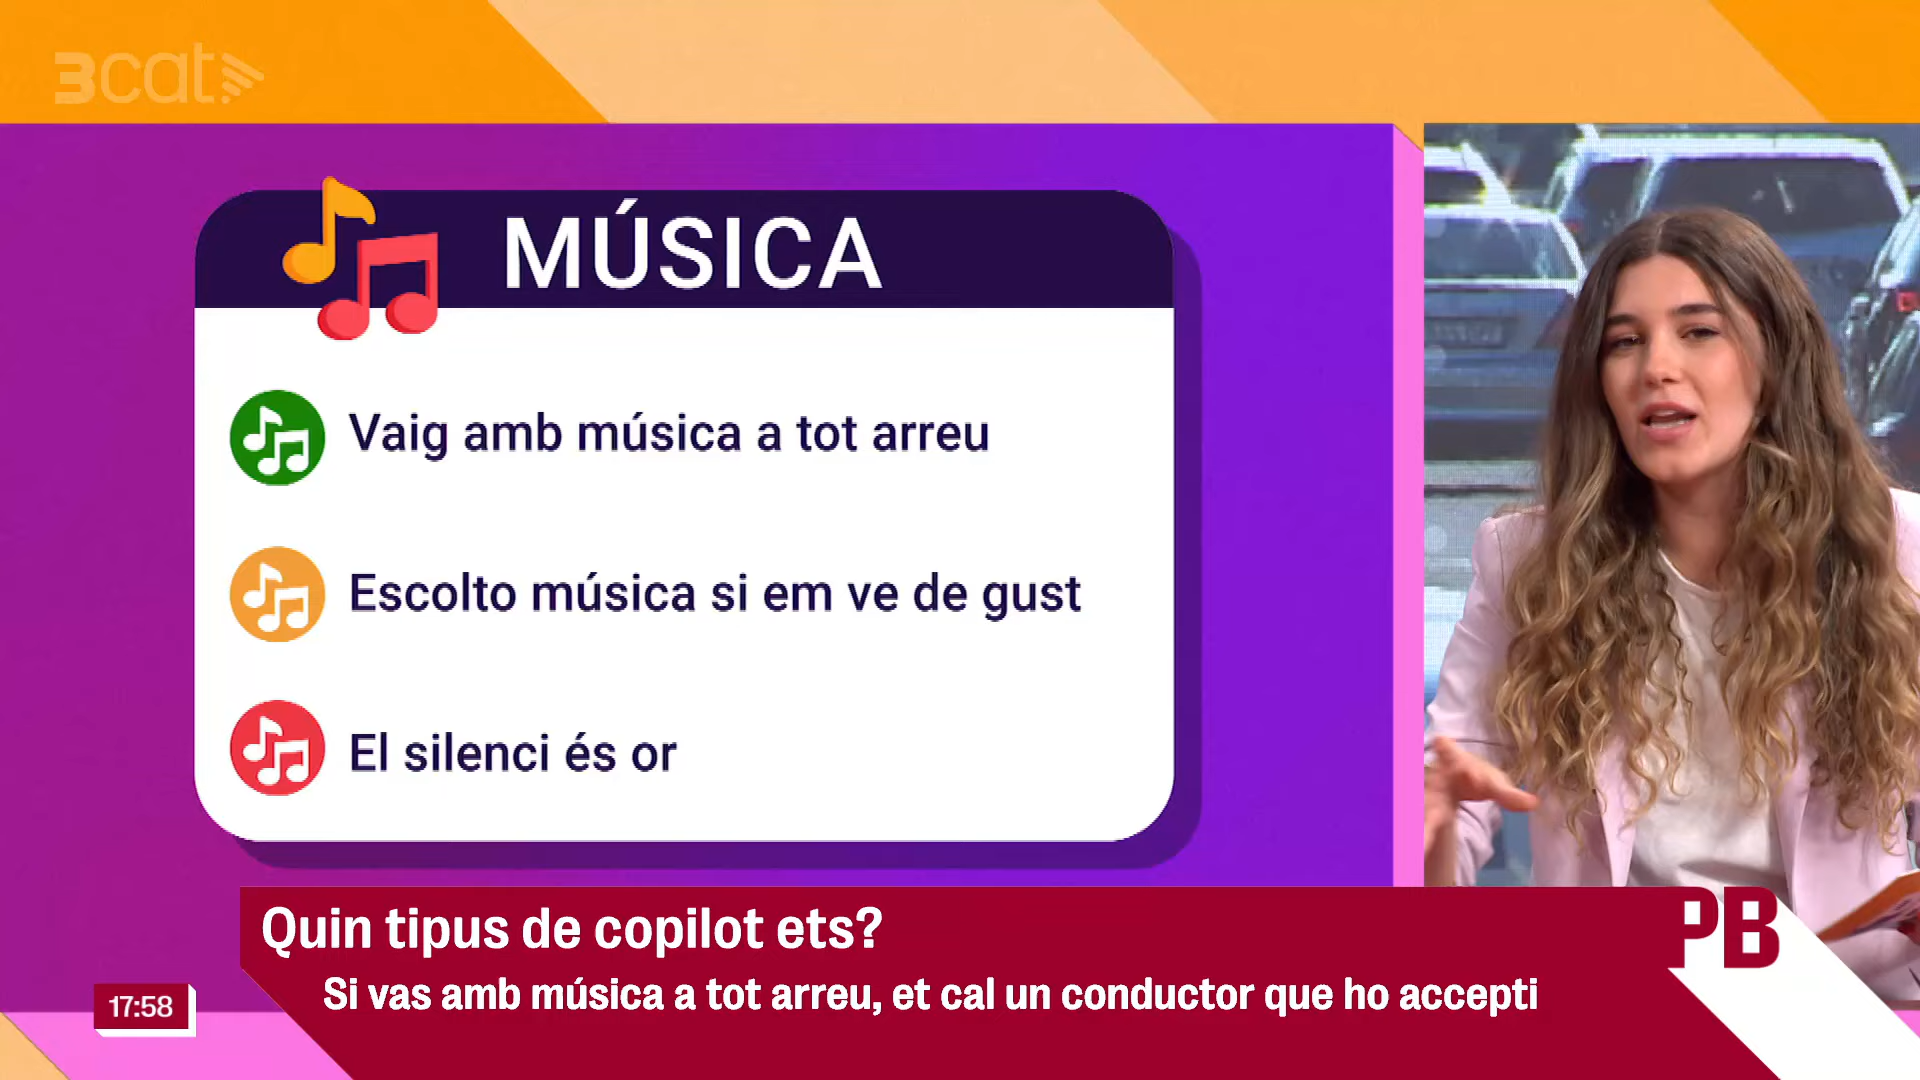 3cat
MÚSICA
Vaig amb música a tot arreu
Escolto música si em ve de gust
El silenci és or
Quin tipus de copilot ets?
PB
Si vas amb música a tot arreu, et cal un conductor que ho accepti
17:58